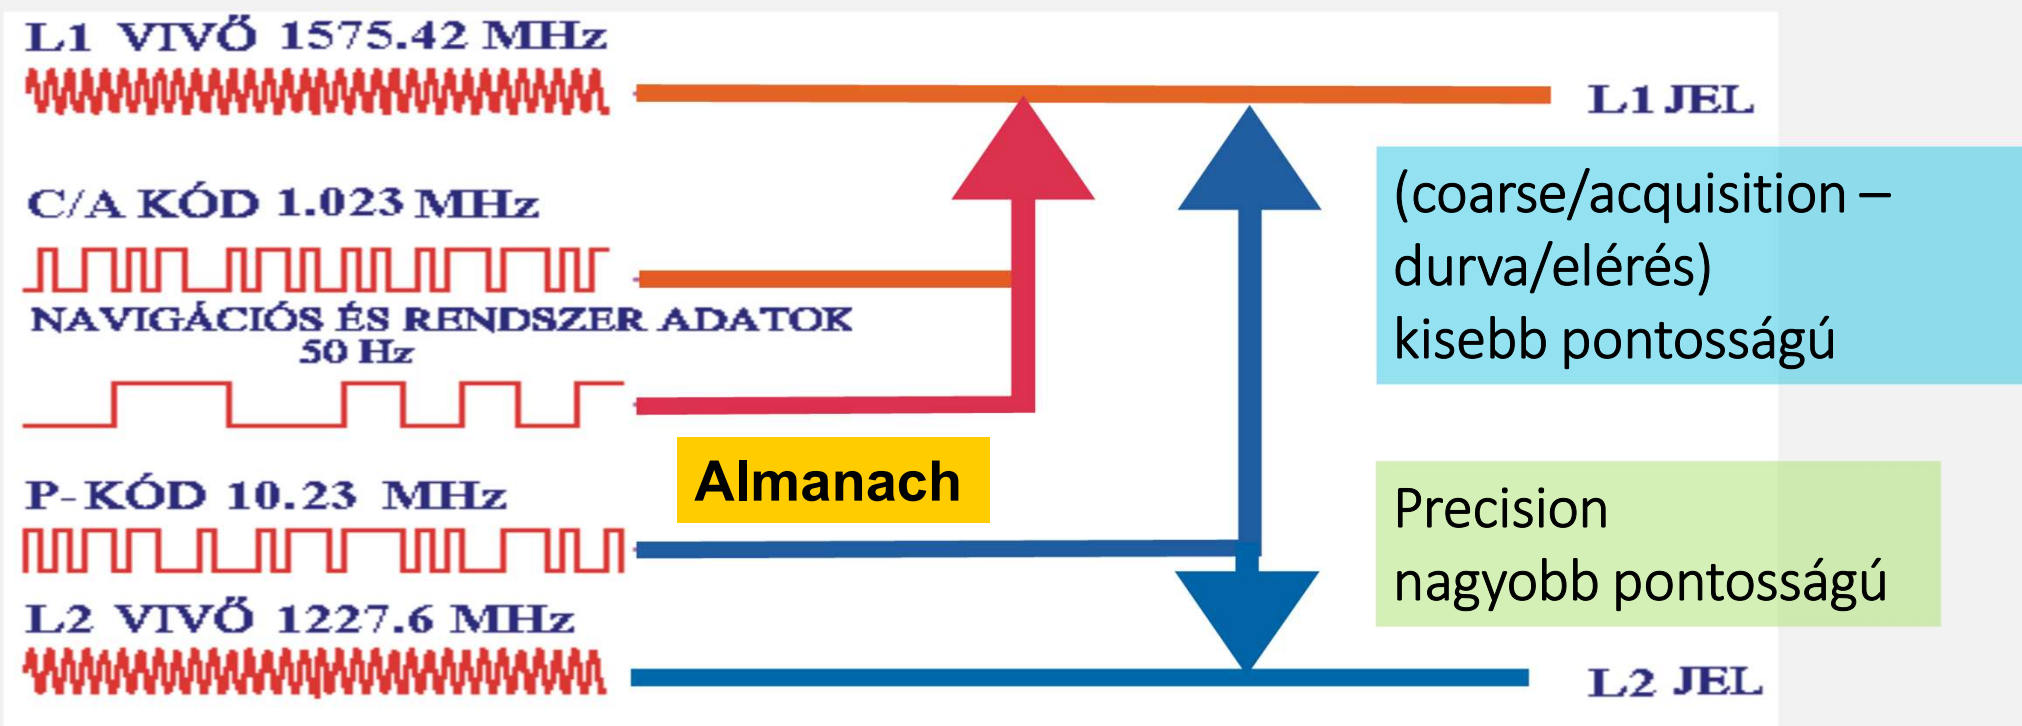 L1 VIVŐ 1575.42 MHz
L1 JEL
C/A KÓD 1.023 MHz
(coarse/acquisition –
durva/elérés)
kisebb pontosságú
NAVIGÁCIÓS ÉS RENDSZER ADATOK
50 Hz
Almanach
P-KÓD 10.23 MHz
Precision
nagyobb pontosságú
L2 VIVŐ 1227.6 MHz
L2 JEL